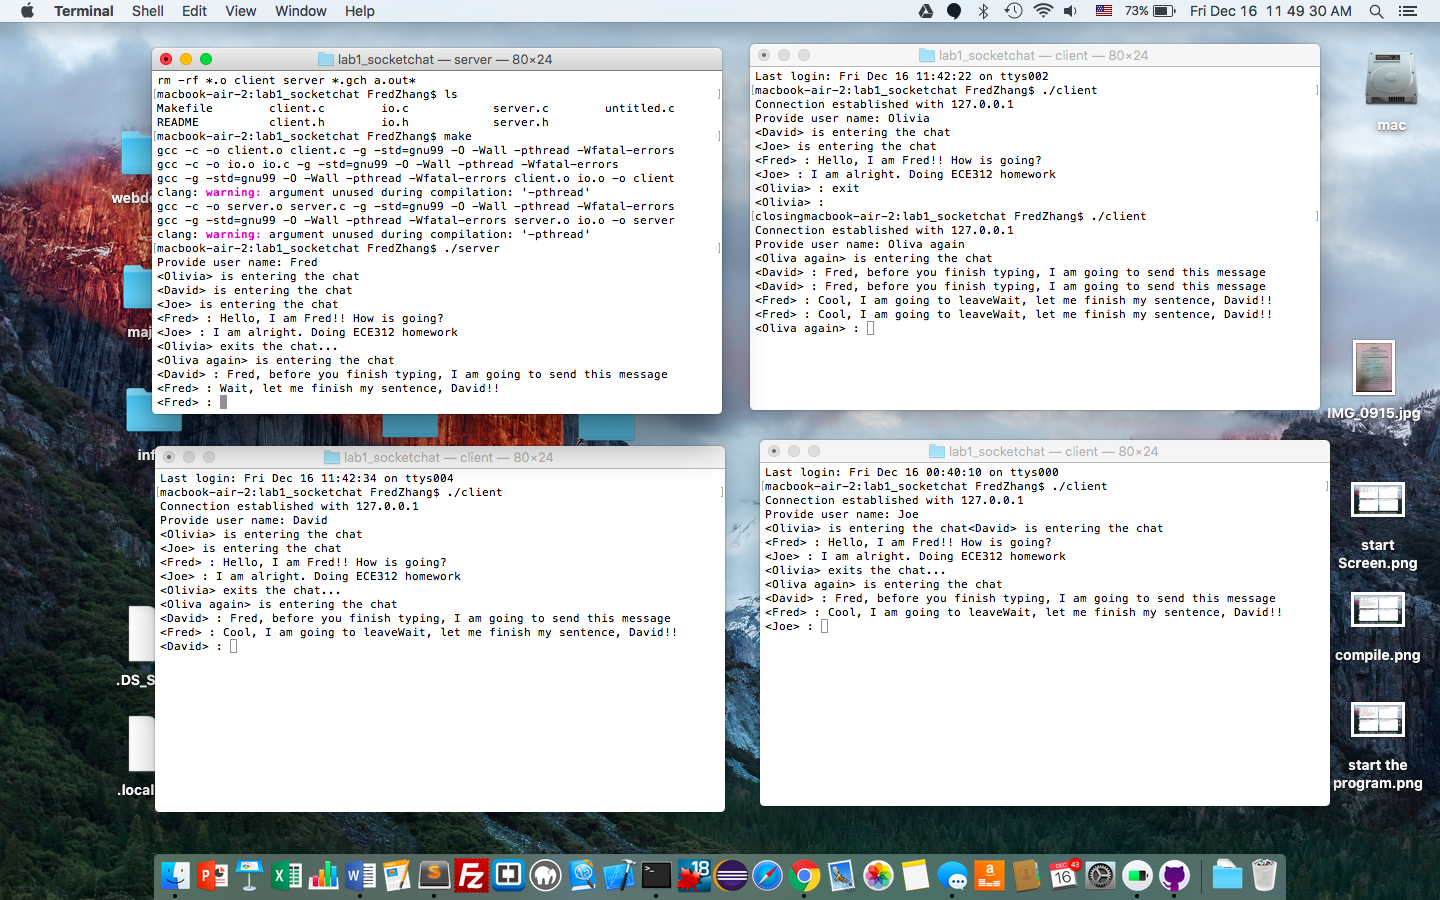 Terminal Shell Edit View Window Help 73% Fri Dec 16 11 49 30 AM
lab1_socketchat — server — 80×24
rm -rf *.o client server *.gch a.out*
[macbook-air-2:lab1_socketchat FredZhang$ ls ]
Makefile client.c io.c server.c untitled.c
README client.h io.h server.h
[macbook-air-2:lab1_socketchat FredZhang$ make ]
gcc -c -o client.o client.c -g -std=gnu99 -O -Wall -pthread -Wfatal-errors
gcc -c -o io.o io.c -g -std=gnu99 -O -Wall -pthread -Wfatal-errors
gcc -g -std=gnu99 -O -Wall -pthread -Wfatal-errors client.o io.o -o client
clang: warning: argument unused during compilation: '-pthread'
gcc -c -o server.o server.c -g -std=gnu99 -O -Wall -pthread -Wfatal-errors
gcc -g -std=gnu99 -O -Wall -pthread -Wfatal-errors server.o io.o -o server
clang: warning: argument unused during compilation: '-pthread'
[macbook-air-2:lab1_socketchat FredZhang$ ./server ]
Provide user name: Fred
<Olivia> is entering the chat
<David> is entering the chat
<Joe> is entering the chat
<Fred> : Hello, I am Fred!! How is going?
<Joe> : I am alright. Doing ECE312 homework
<Olivia> exits the chat...
<Oliva again> is entering the chat
<David> : Fred, before you finish typing, I am going to send this message
<Fred> : Wait, let me finish my sentence, David!!
<Fred> :
lab1_socketchat — client — 80×24
Last login: Fri Dec 16 11:42:22 on ttys002
[macbook-air-2:lab1_socketchat FredZhang$ ./client ]
Connection established with 127.0.0.1
Provide user name: Olivia
<David> is entering the chat
<Joe> is entering the chat
<Fred> : Hello, I am Fred!! How is going?
<Joe> : I am alright. Doing ECE312 homework
<Olivia> : exit
<Olivia> :
[closingmacbook-air-2:lab1_socketchat FredZhang$ ./client ]
Connection established with 127.0.0.1
Provide user name: Oliva again
<Oliva again> is entering the chat
<David> : Fred, before you finish typing, I am going to send this message
<David> : Fred, before you finish typing, I am going to send this message
<Fred> : Cool, I am going to leaveWait, let me finish my sentence, David!!
<Fred> : Cool, I am going to leaveWait, let me finish my sentence, David!!
<Oliva again> :
lab1_socketchat — client — 80×24
Last login: Fri Dec 16 11:42:34 on ttys004
[macbook-air-2:lab1_socketchat FredZhang$ ./client ]
Connection established with 127.0.0.1
Provide user name: David
<Olivia> is entering the chat
<Joe> is entering the chat
<Fred> : Hello, I am Fred!! How is going?
<Joe> : I am alright. Doing ECE312 homework
<Olivia> exits the chat...
<Oliva again> is entering the chat
<David> : Fred, before you finish typing, I am going to send this message
<Fred> : Cool, I am going to leaveWait, let me finish my sentence, David!!
<David> :
lab1_socketchat — client — 80×24
Last login: Fri Dec 16 00:40:10 on ttys000
[macbook-air-2:lab1_socketchat FredZhang$ ./client ]
Connection established with 127.0.0.1
Provide user name: Joe
<Olivia> is entering the chat<David> is entering the chat
<Fred> : Hello, I am Fred!! How is going?
<Joe> : I am alright. Doing ECE312 homework
<Olivia> exits the chat...
<Oliva again> is entering the chat
<David> : Fred, before you finish typing, I am going to send this message
<Fred> : Cool, I am going to leaveWait, let me finish my sentence, David!!
<Joe> :
webde
maj
inf
.DS_S
.local
mac
IMG_0915.jpg
start
Screen.png
compile.png
start the
program.png
18
DEC 43
16